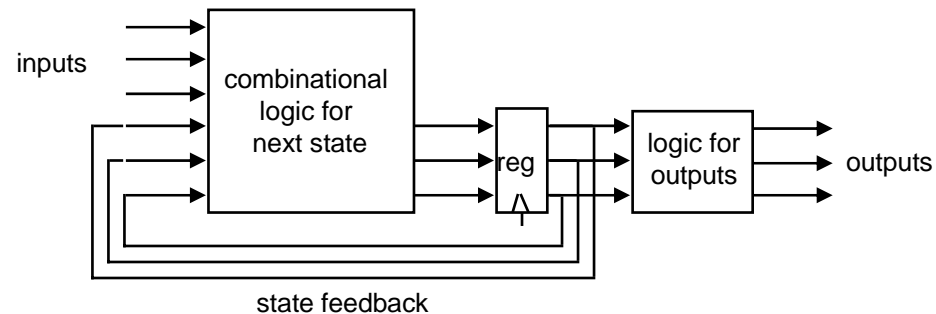 inputs
combinational
logic for
next state
reg
logic for
outputs
outputs
state feedback